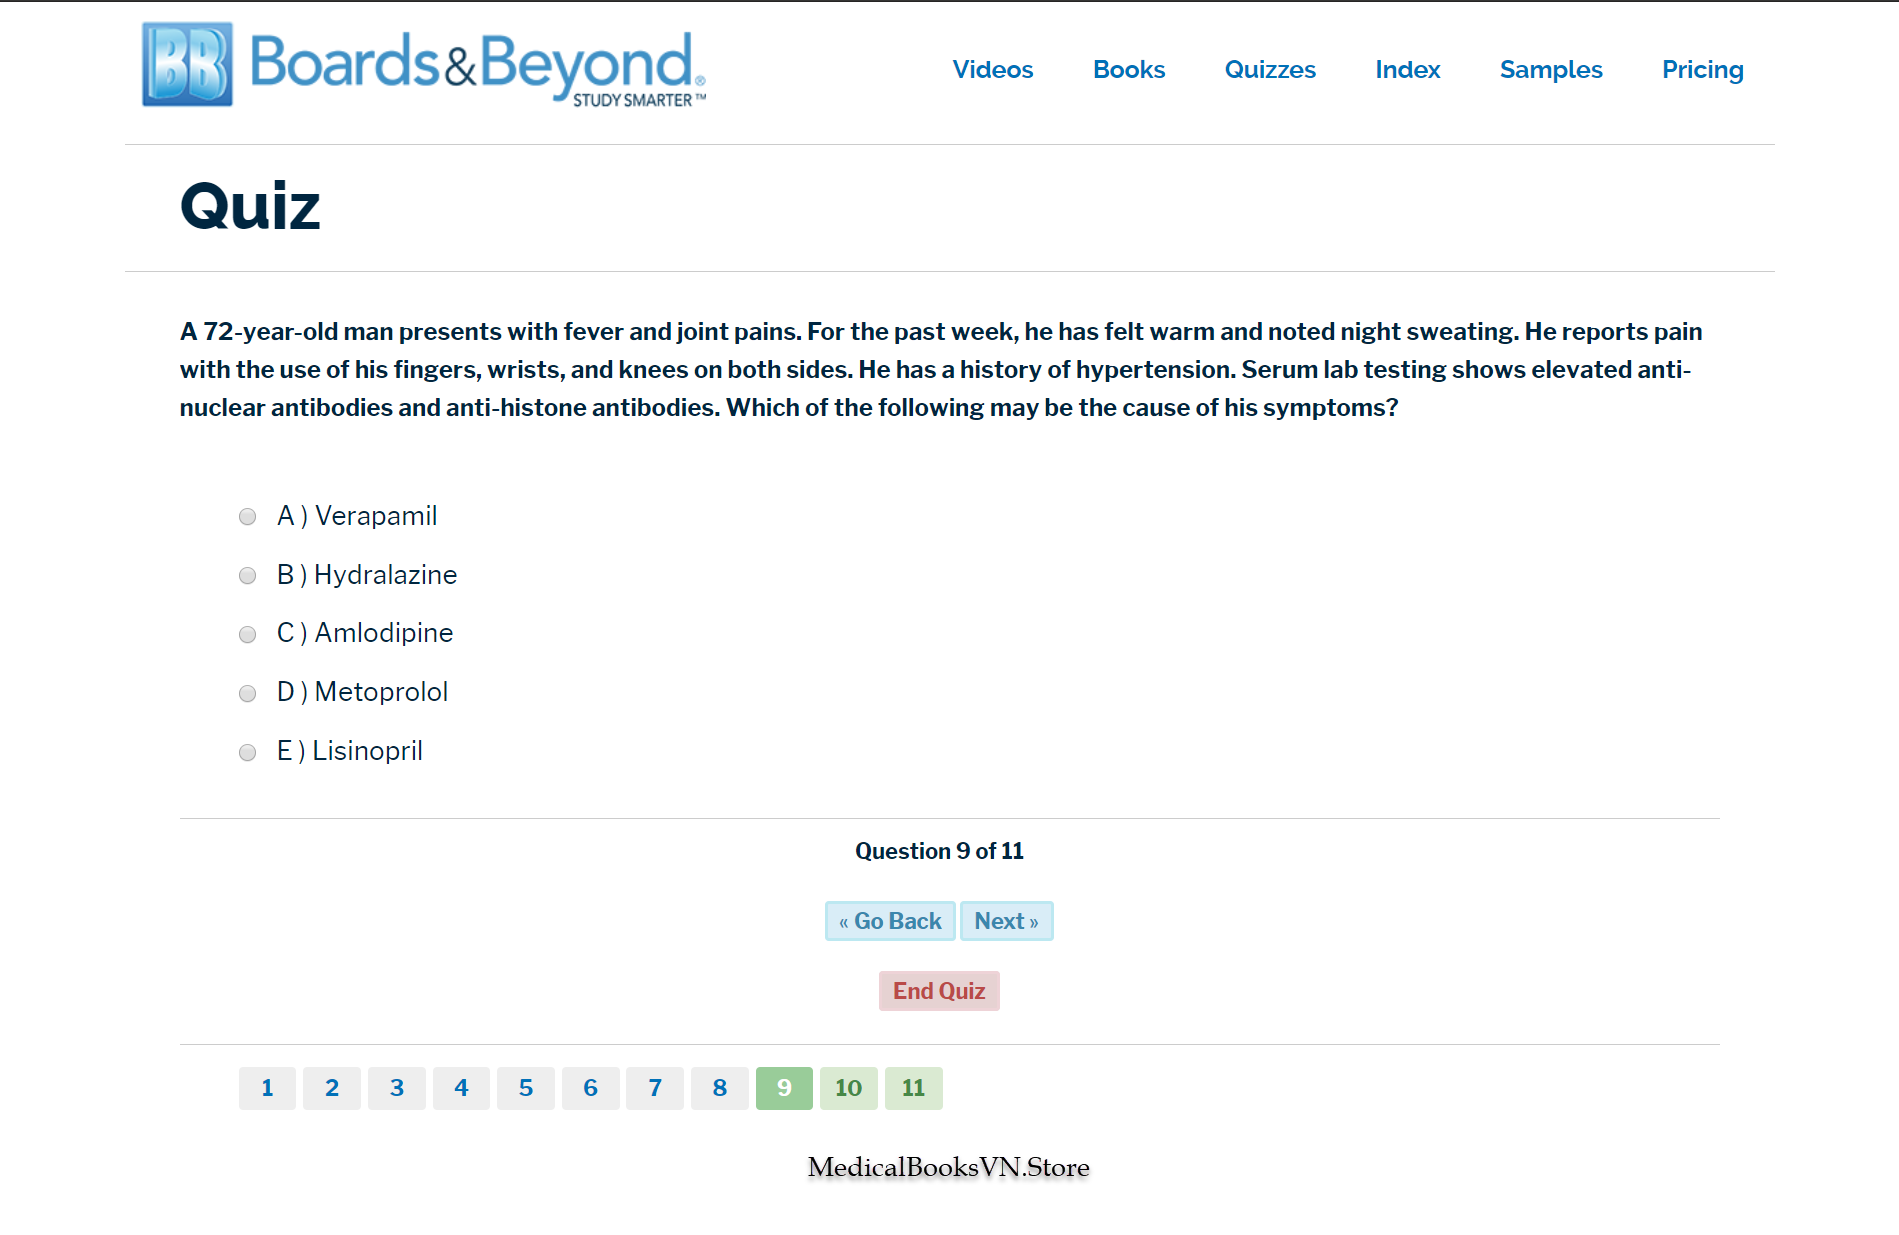 BB Boards&Beyond®
STUDY SMARTER™
Videos Books Quizzes Index Samples Pricing
Quiz
A 72-year-old man presents with fever and joint pains. For the past week, he has felt warm and noted night sweating. He reports pain
with the use of his fingers, wrists, and knees on both sides. He has a history of hypertension. Serum lab testing shows elevated anti-
nuclear antibodies and anti-histone antibodies. Which of the following may be the cause of his symptoms?
A ) Verapamil
B ) Hydralazine
C ) Amlodipine
D ) Metoprolol
E ) Lisinopril
Question 9 of 11
« Go Back Next »
End Quiz
1 2 3 4 5 6 7 8 9 10 11
MedicalBooksVN.Store